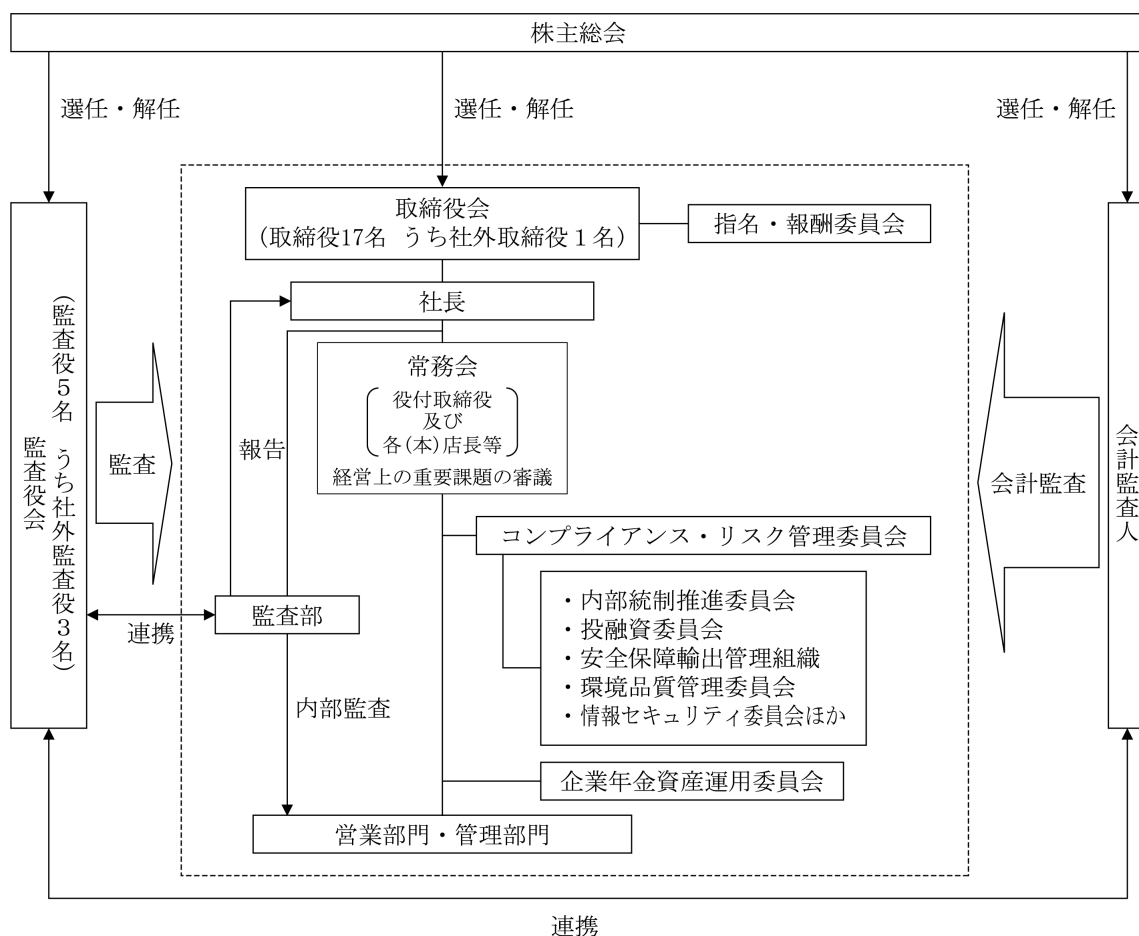 株主総会
選任・解任
選任・解任
選任・解任
取締役会
(取締役17名 うち社外取締役1名)
指名・報酬委員会
社長
常務会
役付取締役
及び
各(本)店長等
経営上の重要課題の審議
報告
監査役会
(監査役5名 うち社外監査役3名)
監査
会計監査
会計監査人
コンプライアンス・リスク管理委員会
・内部統制推進委員会
・投融資委員会
・安全保障輸出管理組織
・環境品質管理委員会
・情報セキュリティ委員会ほか
監査部
連携
内部監査
企業年金資産運用委員会
営業部門・管理部門
連携